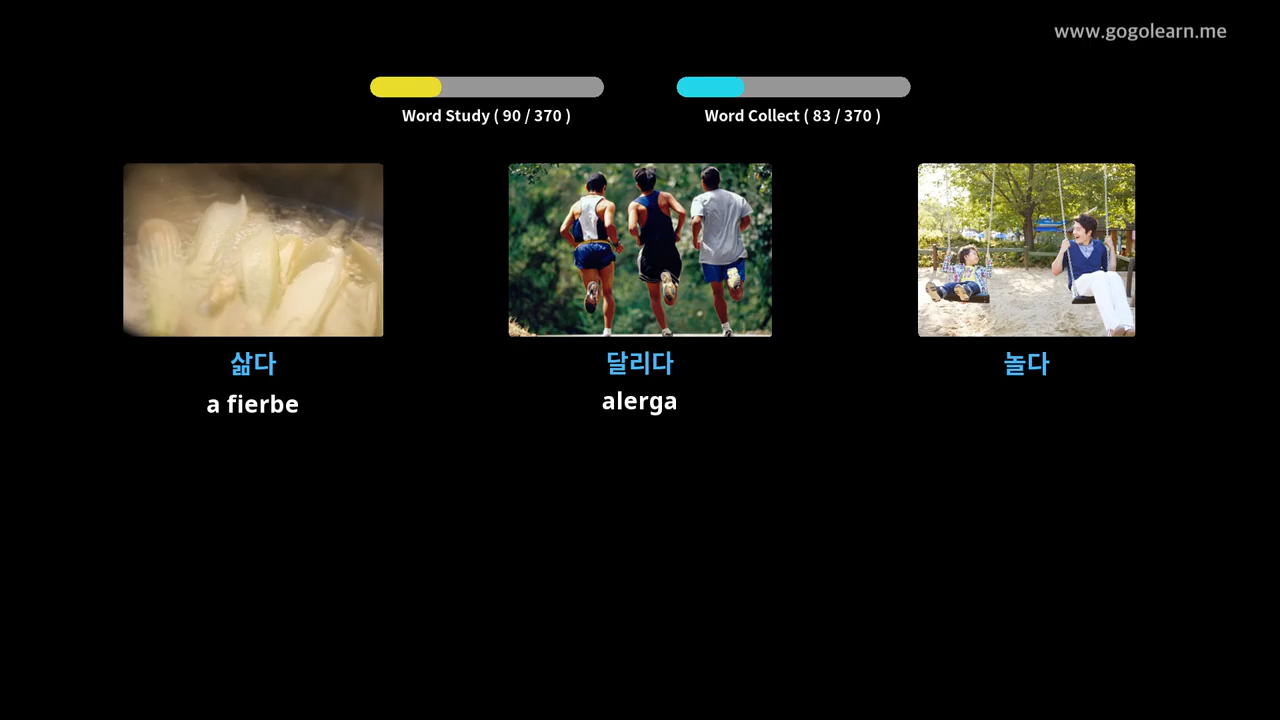 www.gogolearn.me
Word Study ( 90 / 370 )
Word Collect ( 83 / 370 )
삶다
a fierbe
달리다
alerga
놀다